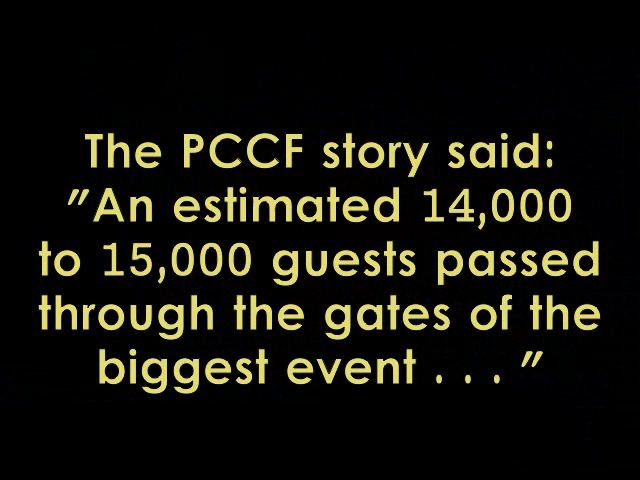 The PCCF story said:
"An estimated 14,000
to 15,000 guests passed
through the gates of the
biggest event . . . "